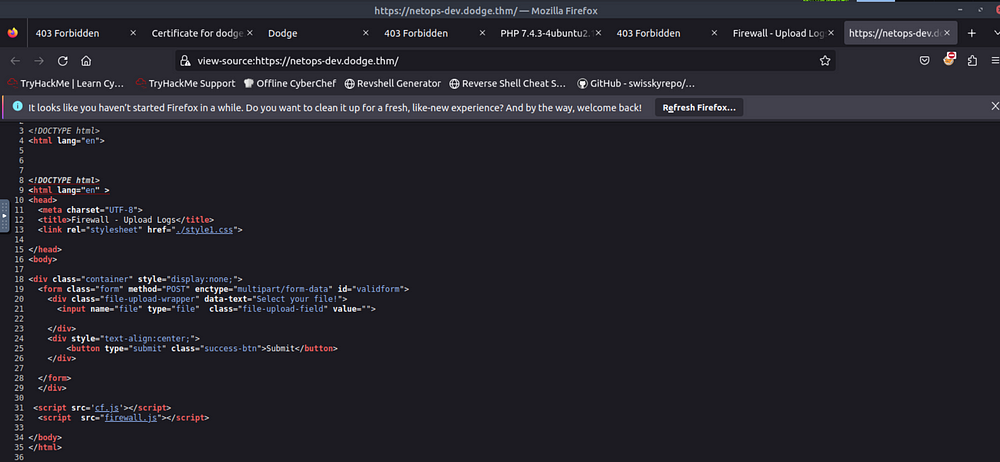 https://netops-dev.dodge.thm/ — Mozilla Firefox
403 Forbidden Certificate for dodge. Dodge 403 Forbidden PHP 7.4.3-4ubuntu2. 403 Forbidden Firewall - Upload Log https://netops-dev.do
view-source:https://netops-dev.dodge.thm/
TryHackMe | Learn Cy… TryHackMe Support Offline CyberChef Revshell Generator Reverse Shell Cheat S… GitHub - swisskyrepo/…
It looks like you haven't started Firefox in a while. Do you want to clean it up for a fresh, like-new experience? And by the way, welcome back! Refresh Firefox…
2
3 <!DOCTYPE html>
4 <html lang="en">
5
6
7
8 <!DOCTYPE html>
9 <html lang="en" >
10 <head>
11 <meta charset="UTF-8">
12 <title>Firewall - Upload Logs</title>
13 <link rel="stylesheet" href="./style1.css">
14
15 </head>
16 <body>
17
18 <div class="container" style="display:none;">
19 <form class="form" method="POST" enctype="multipart/form-data" id="validform">
20 <div class="file-upload-wrapper" data-text="Select your file!">
21 <input name="file" type="file" class="file-upload-field" value="">
22
23 </div>
24 <div style="text-align:center;">
25 <button type="submit" class="success-btn">Submit</button>
26 </div>
27
28 </form>
29 </div>
30
31 <script src='cf.js'></script>
32 <script src="firewall.js"></script>
33
34 </body>
35 </html>
36